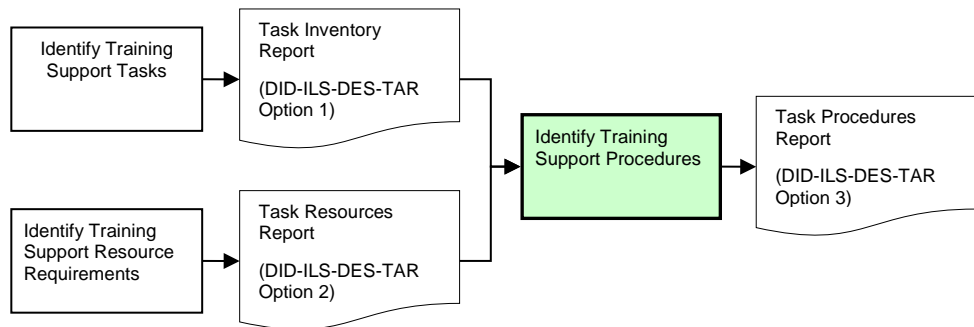 Identify Training
Support Tasks
Task Inventory
Report
(DID-ILS-DES-TAR
Option 1)
Identify Training
Support Resource
Requirements
Task Resources
Report
(DID-ILS-DES-TAR
Option 2)
Identify Training
Support Procedures
Task Procedures
Report
(DID-ILS-DES-TAR
Option 3)